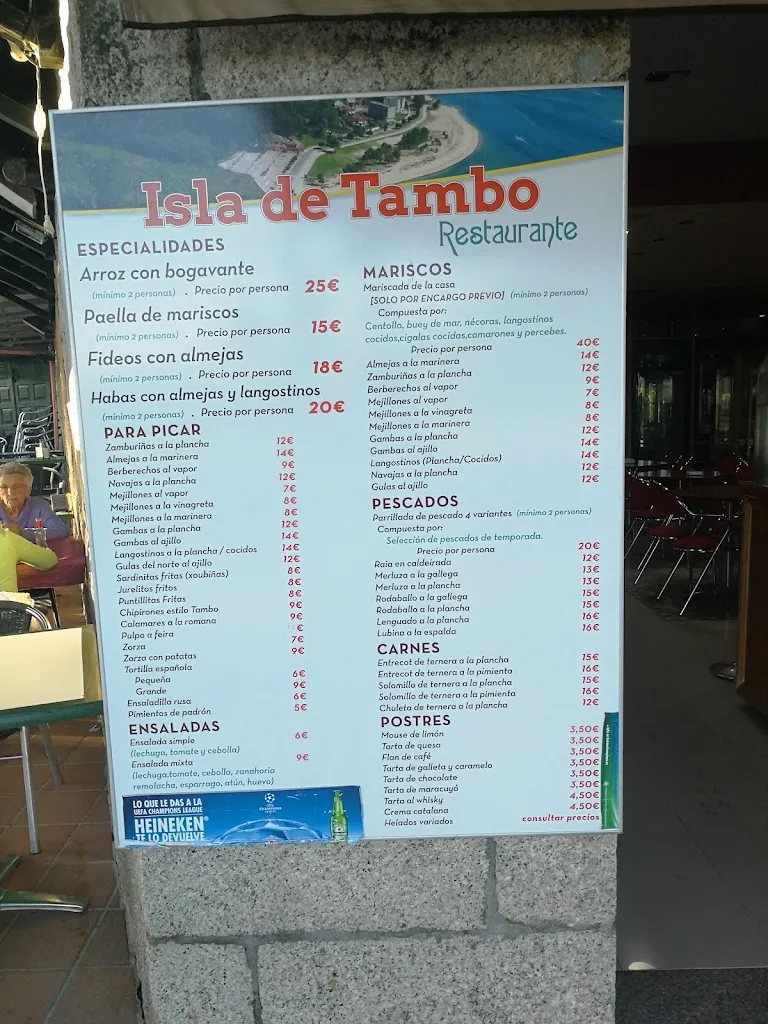 Isla de Tambo
Restaurante
ESPECIALIDADES
Arroz con bogavante
(mínimo 2 personas) . Precio por persona 25€
Paella de mariscos
(mínimo 2 personas) . Precio por persona 15€
Fideos con almejas
(mínimo 2 personas) . Precio por persona 18€
Habas con almejas y langostinos
(mínimo 2 personas) . Precio por persona 20€
PARA PICAR
Zamburiñas a la plancha 12€
Almejas a la marinera 14€
Berberechos al vapor 9€
Navajas a la plancha 12€
Mejillones al vapor 7€
Mejillones a la vinagreta 8€
Mejillones a la marinera 8€
Gambas a la plancha 12€
Gambas al ajillo 14€
Langostinos a la plancha / cocidos 14€
Gulas del norte al ajillo 12€
Sardinitas fritas (xoubiñas) 8€
Jurelitos fritos 8€
Puntillitas Fritas 8€
Chipirones estilo Tambo 9€
Calamares a la romana 9€
Pulpo a feira €
Zorza 7€
Zorza con patatas 9€
Tortilla española
Pequeña 6€
Grande 9€
Ensaladilla rusa 6€
Pimientos de padrón 5€
ENSALADAS
Ensalada simple 6€
(lechuga, tomate y cebolla)
Ensalada mixta 9€
(lechuga,tomate, cebolla, zanahoria
remolacha, esparrago, atún, huevo)
LO QUE LE DAS A LA
UEFA CHAMPIONS LEAGUE
HEINEKEN
TE LO DEVUELVE
MARISCOS
Mariscada de la casa
[SOLO POR ENCARGO PREVIO] (mínimo 2 personas)
Compuesta por:
Centollo, buey de mar, nécoras, langostinos
cocidos,cigalas cocidas,camarones y percebes.
Precio por persona 40€
Almejas a la marinera 14€
Zamburiñas a la plancha 12€
Berberechos al vapor 9€
Mejillones al vapor 7€
Mejillones a la vinagreta 8€
Mejillones a la marinera 8€
Gambas a la plancha 12€
Gambas al ajillo 14€
Langostinos (Plancha/Cocidos) 14€
Navajas a la plancha 12€
Gulas al ajillo 12€
PESCADOS
Parrillada de pescado 4 variantes (mínimo 2 personas)
Compuesta por:
Selección de pescados de temporada.
Precio por persona 20€
Raia en caldeirada 12€
Merluza a la gallega 13€
Merluza a la plancha 13€
Rodaballo a la gallega 15€
Rodaballo a la plancha 15€
Lenguado a la plancha 16€
Lubina a la espalda 16€
CARNES
Entrecot de ternera a la plancha 15€
Entrecot de ternera a la pimienta 16€
Solomillo de ternera a la plancha 15€
Solomillo de ternera a la pimienta 16€
Chuleta de ternera a la plancha 12€
POSTRES
Mouse de limón 3,50€
Tarta de queso 3,50€
Flan de café 3,50€
Tarta de galleta y caramelo 3,50€
Tarta de chocolate 3,50€
Tarta de maracuyá 3,50€
Tarta al whisky 4,50€
Crema catalana 4,50€
Helados variados consultar precios